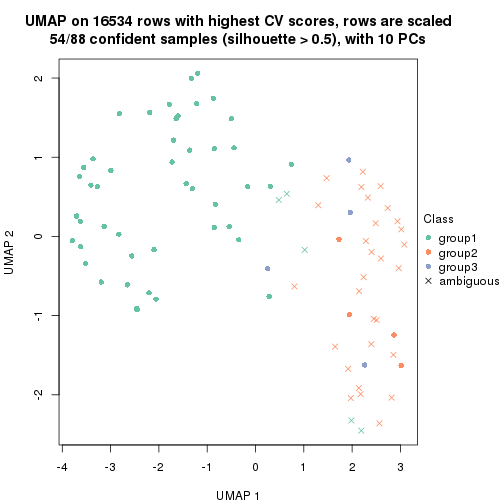 UMAP on 16534 rows with highest CV scores, rows are scaled
54/88 confident samples (silhouette > 0.5), with 10 PCs
2
1
0
-1
-2
UMAP 2
-4
-3
-2
-1
0
1
2
3
UMAP 1
Class
group1
group2
group3
ambiguous